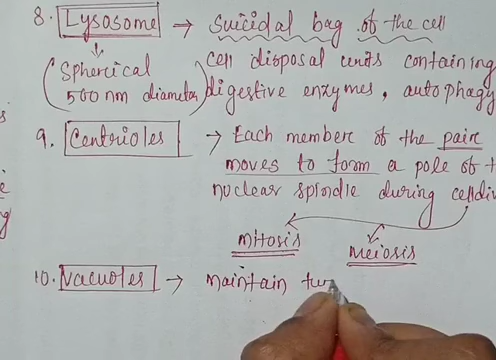 8. Lysosome → Suicidal bag of the cell
(Spherical 500 nm diameter) cell disposal units containing
digestive enzymes, autophagy
9. Centrioles → Each member of the pair
moves to form a pole of
nuclear spindle during
Mitosis
Meiosis
10. Vacuoles → maintain